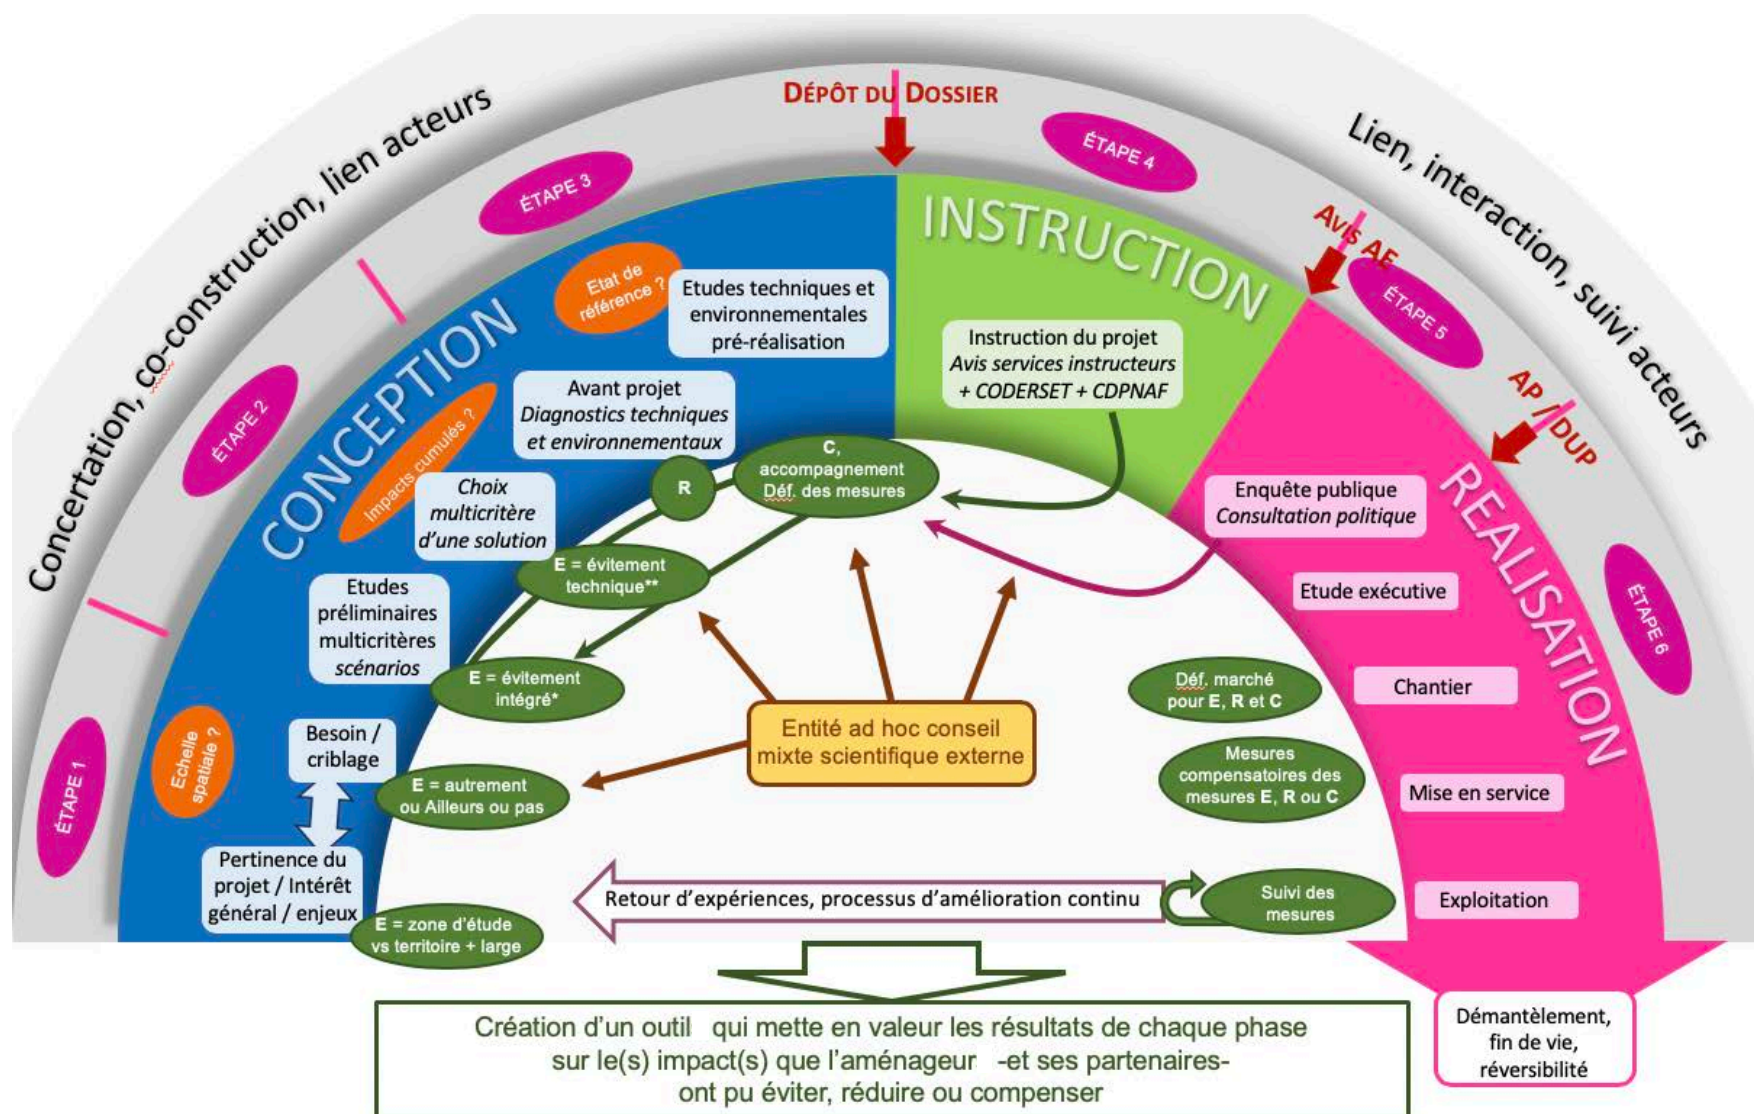 Concertation, co-construction, lien acteurs
Lien, interaction, suivi acteurs
DÉPÔT DU DOSSIER
AVIS AE
AP / DUP
ÉTAPE 1
ÉTAPE 2
ÉTAPE 3
ÉTAPE 4
ÉTAPE 5
ÉTAPE 6
CONCEPTION
INSTRUCTION
REALISATION
Etat de
référence ?
Impacts cumulés ?
Echelle
spatiale ?
Etudes techniques et
environnementales
pré-réalisation
Avant projet
Diagnostics techniques
et environnementaux
Choix
multicritère
d'une solution
Etudes
préliminaires
multicritères
scénarios
Besoin /
criblage
Pertinence du
projet / Intérêt
général / enjeux
Instruction du projet
Avis services instructeurs
+ CODERSET + CDPNAF
Enquête publique
Consultation politique
Etude exécutive
Chantier
Mise en service
Exploitation
R
C,
accompagnement
Déf. des mesures
E = évitement
technique**
E = évitement
intégré*
E = autrement
ou Ailleurs ou pas
E = zone d'étude
vs territoire + large
Entité ad hoc conseil
mixte scientifique externe
Déf. marché
pour E, R et C
Mesures
compensatoires des
mesures E, R ou C
Suivi des
mesures
Retour d'expériences, processus d'amélioration continu
Création d'un outil qui mette en valeur les résultats de chaque phase
sur le(s) impact(s) que l'aménageur -et ses partenaires-
ont pu éviter, réduire ou compenser
Démantèlement,
fin de vie,
réversibilité